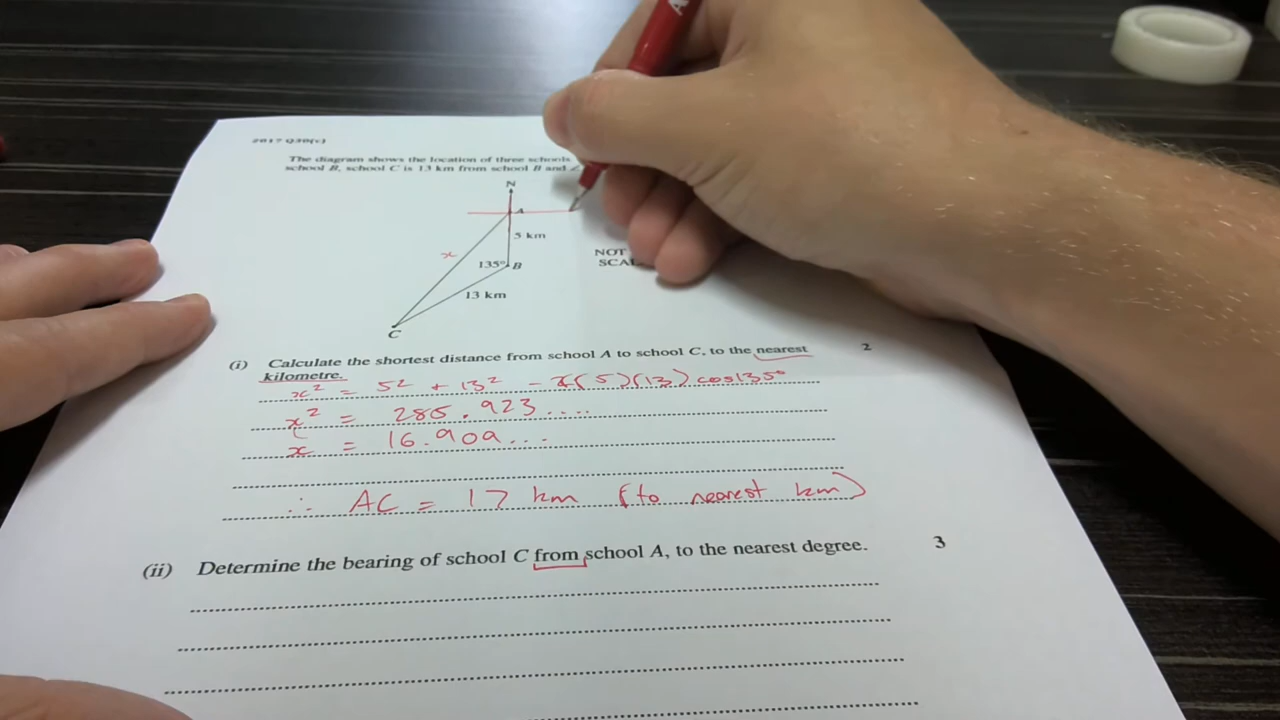 2017 Q30(c)
The diagram shows the location of three schools
school B, school C is 13 km from school B and
N
A
5 km
x
135° B
NOT
SCAL
13 km
C
(i) Calculate the shortest distance from school A to school C, to the nearest 2
kilometre.
x² = 5² + 13² - 2(5)(13) cos135°
x² = 285.923....
x = 16.909...
∴ AC = 17 km (to nearest km)
(ii) Determine the bearing of school C from school A, to the nearest degree. 3